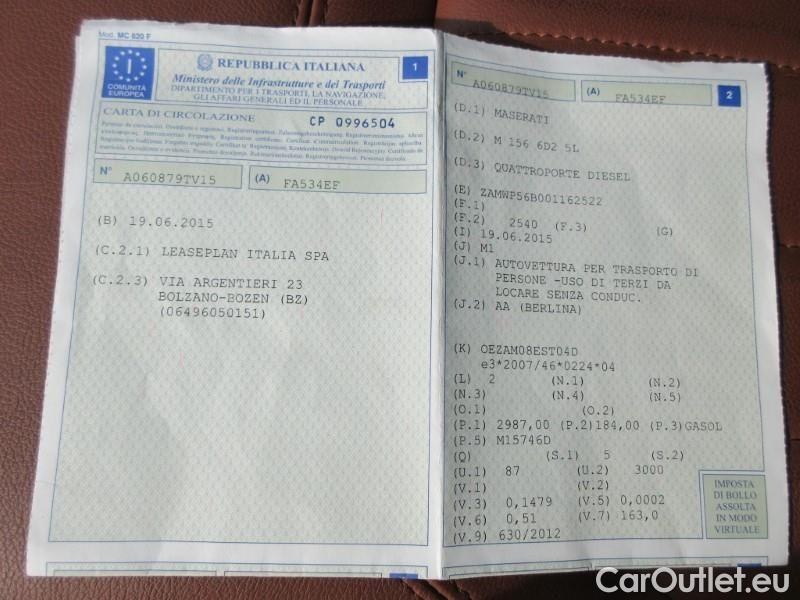 Mod. MC 820 F
I
COMUNITÀ
EUROPEA
REPUBBLICA ITALIANA
1
Ministero delle Infrastrutture e dei Trasporti
DIPARTIMENTO PER I TRASPORTI, LA NAVIGAZIONE,
GLI AFFARI GENERALI ED IL PERSONALE
CARTA DI CIRCOLAZIONE
CP 0996504
N° A060879TV15 (A) FA534EF
(B) 19.06.2015
(C.2.1) LEASEPLAN ITALIA SPA
(C.2.3) VIA ARGENTIERI 23
BOLZANO-BOZEN (BZ)
(06496050151)
1
N° A060879TV15 (A) FA534EF 2
(D.1) MASERATI
(D.2) M 156 6D2 5L
(D.3) QUATTROPORTE DIESEL
(E) ZAMWP56B001162522
(F.1)
(F.2) 2540 (F.3) (G)
(I) 19.06.2015
(J) M1
(J.1) AUTOVETTURA PER TRASPORTO DI
PERSONE -USO DI TERZI DA
LOCARE SENZA CONDUC.
(J.2) AA (BERLINA)
(K) OEZAM08EST04D
e3*2007/46*0224*04
(L) 2 (N.1) (N.2)
(N.3) (N.4) (N.5)
(O.1) (O.2)
(P.1) 2987,00 (P.2)184,00 (P.3)GASOL
(P.5) M15746D
(Q) (S.1) 5 (S.2)
(U.1) 87 (U.2) 3000
(V.1) (V.2)
(V.3) 0,1479 (V.5) 0,0002
(V.6) 0,51 (V.7) 163,0
(V.9) 630/2012
IMPOSTA
DI BOLLO
ASSOLTA
IN MODO
VIRTUALE
CarOutlet.eu